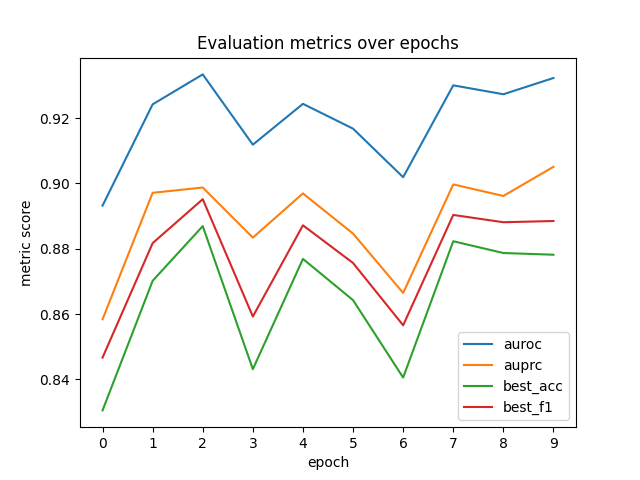 Evaluation metrics over epochs
metric score
0.92
0.90
0.88
0.86
0.84
auroc
auprc
best_acc
best_f1
0 1 2 3 4 5 6 7 8 9
epoch